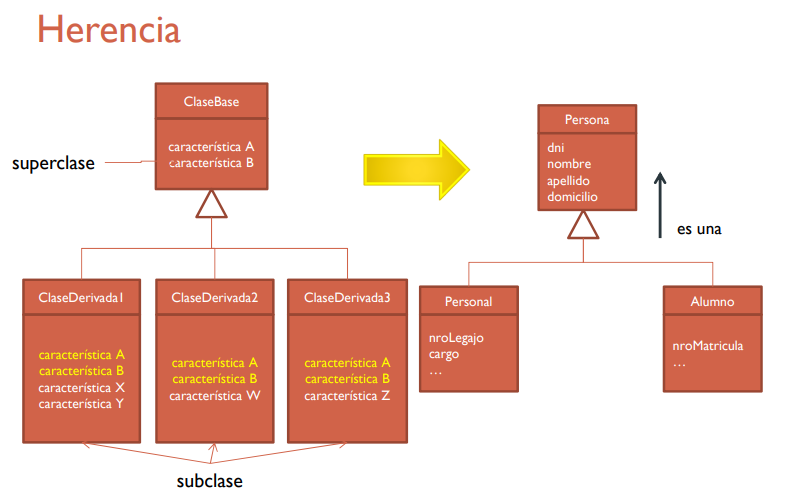 Herencia
ClaseBase
característica A
característica B
superclase
ClaseDerivada1
característica A
característica B
característica X
característica Y
ClaseDerivada2
característica A
característica B
característica W
ClaseDerivada3
característica A
característica B
característica Z
subclase
Persona
dni
nombre
apellido
domicilio
es una
Personal
nroLegajo
cargo
...
Alumno
nroMatricula
...